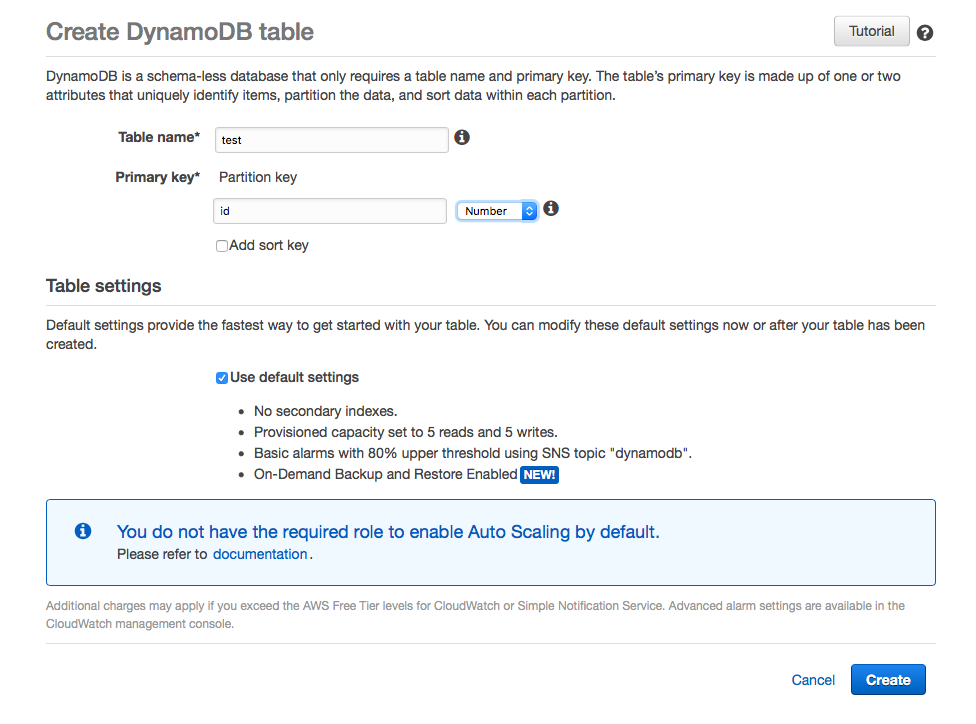 Create DynamoDB table
Tutorial
DynamoDB is a schema-less database that only requires a table name and primary key. The table's primary key is made up of one or two
attributes that uniquely identify items, partition the data, and sort data within each partition.
Table name*
test
Primary key*
Partition key
id
Number
Add sort key
Table settings
Default settings provide the fastest way to get started with your table. You can modify these default settings now or after your table has been
created.
Use default settings
No secondary indexes.
Provisioned capacity set to 5 reads and 5 writes.
Basic alarms with 80% upper threshold using SNS topic "dynamodb".
On-Demand Backup and Restore Enabled NEW!
You do not have the required role to enable Auto Scaling by default.
Please refer to documentation.
Additional charges may apply if you exceed the AWS Free Tier levels for CloudWatch or Simple Notification Service. Advanced alarm settings are available in the
CloudWatch management console.
Cancel
Create